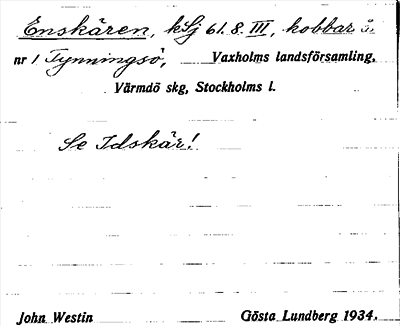 Enskären, kSj 61.8.III, kobbar
nr 1 Tynningsö, Vaxholms landsförsamling,
Värmdö skg, Stockholms l.
Se Idskär!
John Westin Gösta Lundberg 1934.